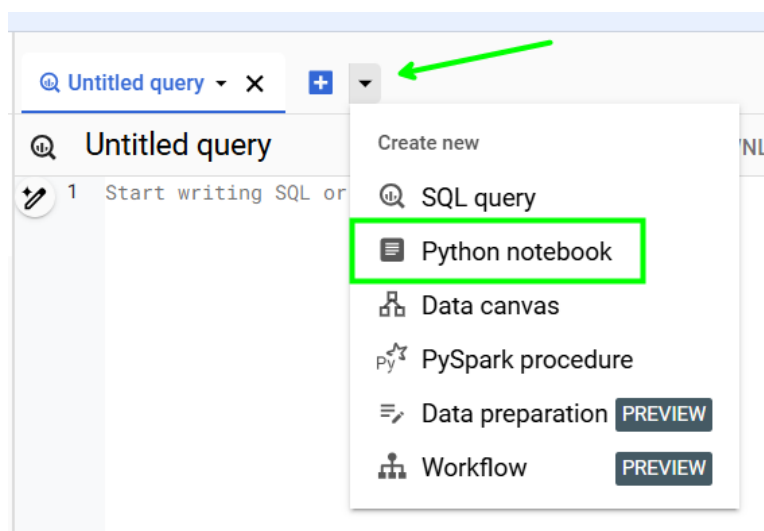 Untitled query
Untitled query
1 Start writing SQL or
Create new
SQL query
Python notebook
Data canvas
Py PySpark procedure
Data preparation PREVIEW
Workflow PREVIEW